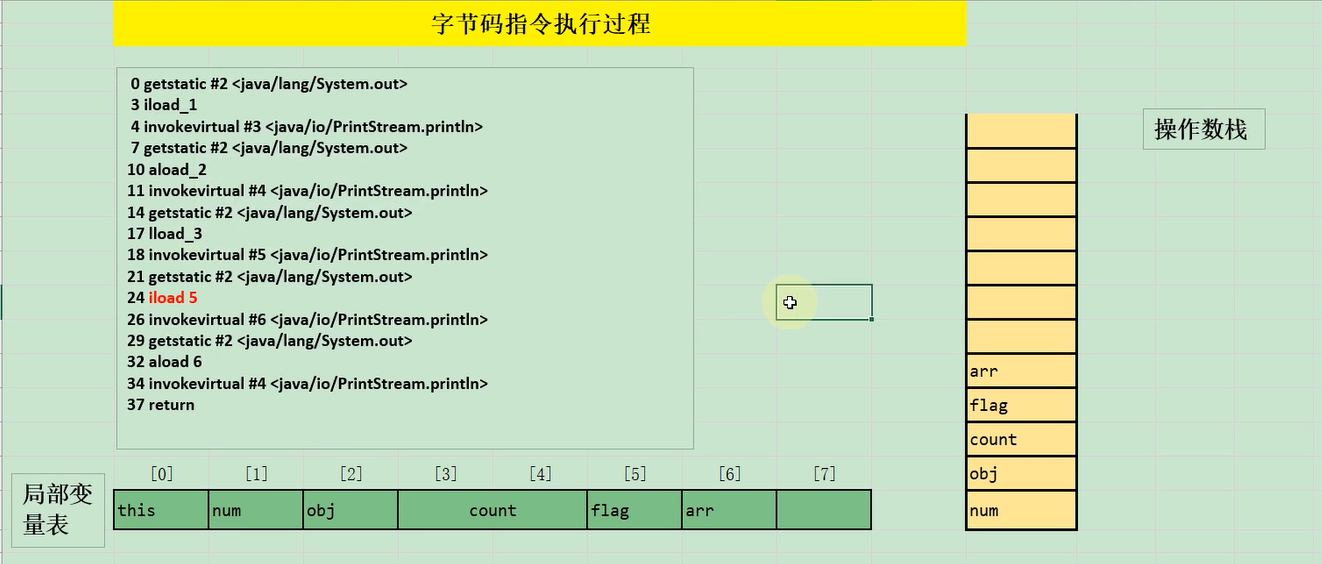 字节码指令执行过程
0 getstatic #2 <java/lang/System.out>
3 iload_1
4 invokevirtual #3 <java/io/PrintStream.println>
7 getstatic #2 <java/lang/System.out>
10 aload_2
11 invokevirtual #4 <java/io/PrintStream.println>
14 getstatic #2 <java/lang/System.out>
17 lload_3
18 invokevirtual #5 <java/io/PrintStream.println>
21 getstatic #2 <java/lang/System.out>
24 iload 5
26 invokevirtual #6 <java/io/PrintStream.println>
29 getstatic #2 <java/lang/System.out>
32 aload 6
34 invokevirtual #4 <java/io/PrintStream.println>
37 return
操作数栈
arr
flag
count
obj
num
局部变
量表
[0] [1] [2] [3] [4] [5] [6] [7]
this num obj count flag arr